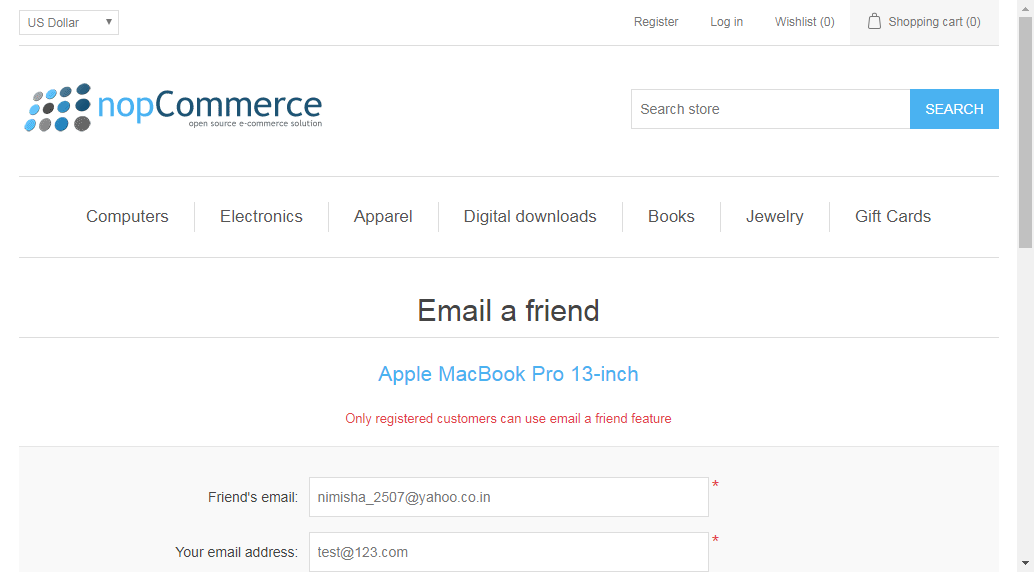 US Dollar
Register Log in Wishlist (0) Shopping cart (0)
nopCommerce
open source e-commerce solution
Search store SEARCH
Computers Electronics Apparel Digital downloads Books Jewelry Gift Cards
Email a friend
Apple MacBook Pro 13-inch
Only registered customers can use email a friend feature
Friend's email: nimisha_2507@yahoo.co.in *
Your email address: test@123.com *